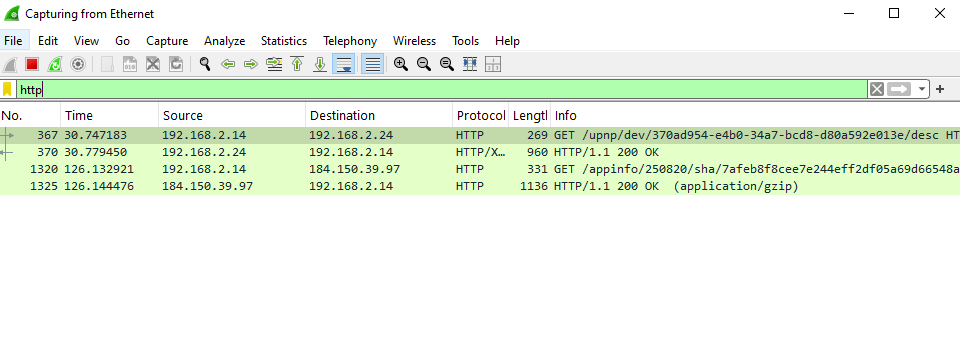 Capturing from Ethernet
File Edit View Go Capture Analyze Statistics Telephony Wireless Tools Help
http
No. Time Source Destination Protocol Lengtl Info
367 30.747183 192.168.2.14 192.168.2.24 HTTP 269 GET /upnp/dev/370ad954-e4b0-34a7-bcd8-d80a592e013e/desc HT
370 30.779450 192.168.2.24 192.168.2.14 HTTP/X… 960 HTTP/1.1 200 OK
1320 126.132921 192.168.2.14 184.150.39.97 HTTP 331 GET /appinfo/250820/sha/7afeb8f8cee7e244eff2df05a69d66548a
1325 126.144476 184.150.39.97 192.168.2.14 HTTP 1136 HTTP/1.1 200 OK (application/gzip)